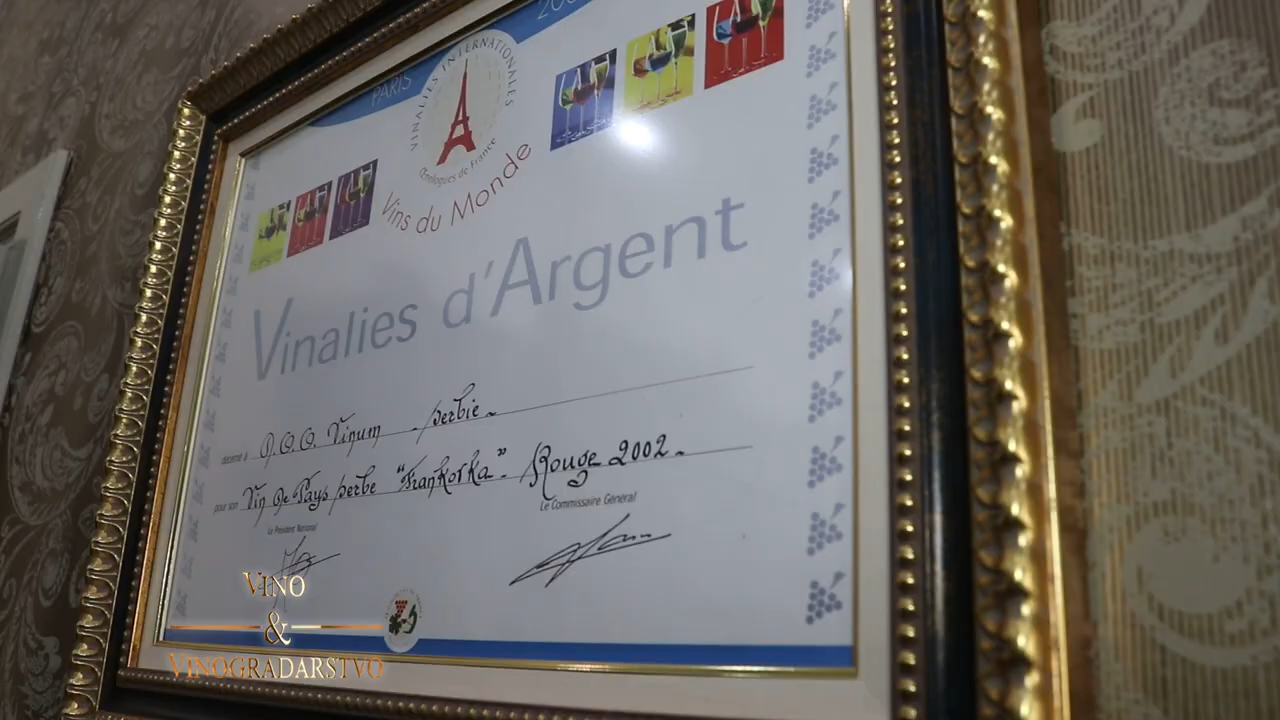 PARIS
VINALIES INTERNATIONALES
Œnologues de France
Vins du Monde
Vinalies d'Argent
décerné à D.O.O. Vinum - Serbie -
pour son Vin De Pays Serbe "Frankovka" - Rouge 2002 -
Le Président National
Le Commissaire Général
VINO
&
VINOGRADARSTVO